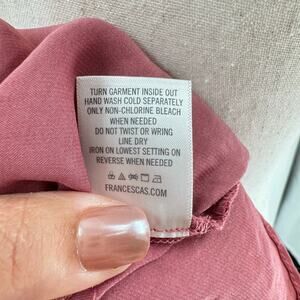 TURN GARMENT INSIDE OUT
HAND WASH COLD SEPARATELY
ONLY NON-CHLORINE BLEACH
WHEN NEEDED
DO NOT TWIST OR WRING
LINE DRY
IRON ON LOWEST SETTING ON
REVERSE WHEN NEEDED
FRANCESCAS.COM